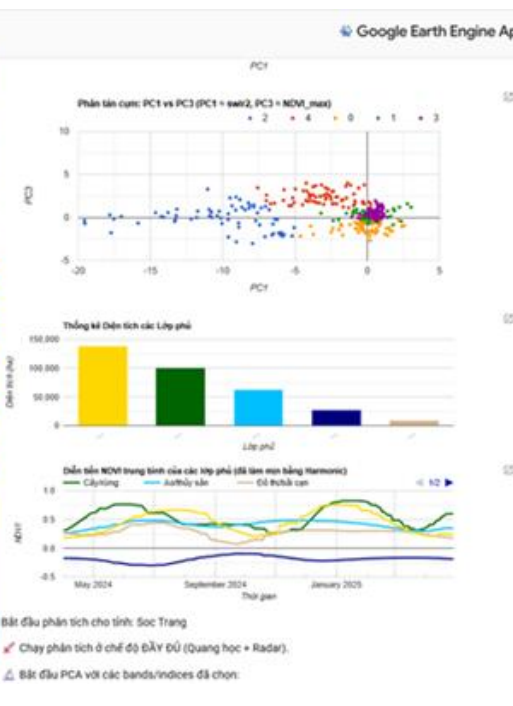 Google Earth Engine Ap
PC1
Phân tán cụm: PC1 vs PC3 (PC1 ≈ swir2, PC3 ≈ NDVI_max)
2 4 0 1 3
10
5
0
-5
PC3
-20 -15 -10 -5 0 5
PC1
Thống kê Diện tích các Lớp phủ
150,000
100,000
50,000
0
Diện tích (ha)
Lớp phủ
Diễn tiến NDVI trung bình của các lớp phủ (đã làm mịn bằng Harmonic)
Cây/rừng Ao/thủy sản Đô thị/bãi cạn
1/2
1.0
0.5
0.0
-0.5
NDVI
May 2024 September 2024 January 2025
Thời gian
Bắt đầu phân tích cho tỉnh: Soc Trang
Chạy phân tích ở chế độ ĐẦY ĐỦ (Quang học + Radar).
Bắt đầu PCA với các bands/indices đã chọn: